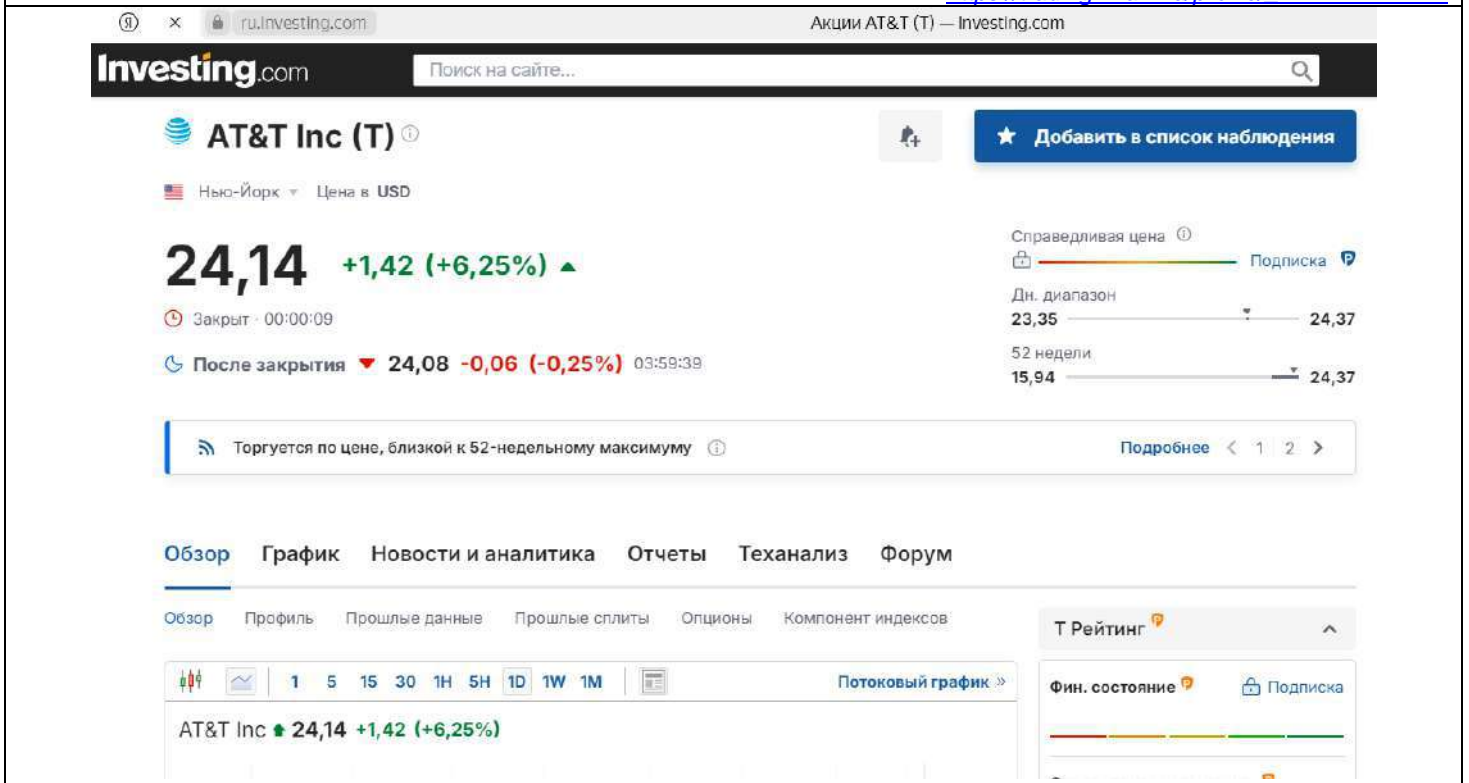 Я × ru.investing.com Акции AT&T (T) — Investing.com
Investing.com Поиск на сайте...
AT&T Inc (T) Добавить в список наблюдения
Нью-Йорк Цена в USD
24,14 +1,42 (+6,25%)
Справедливая цена
Подписка
Закрыт · 00:00:09
Дн. диапазон
23,35 24,37
После закрытия 24,08 -0,06 (-0,25%) 03:59:39
52 недели
15,94 24,37
Торгуется по цене, близкой к 52-недельному максимуму Подробнее < 1 2 >
Обзор График Новости и аналитика Отчеты Теханализ Форум
Обзор Профиль Прошлые данные Прошлые сплиты Опционы Компонент индексов
T Рейтинг
1 5 15 30 1H 5H 1D 1W 1M Потоковый график »
Фин. состояние Подписка
AT&T Inc 24,14 +1,42 (+6,25%)